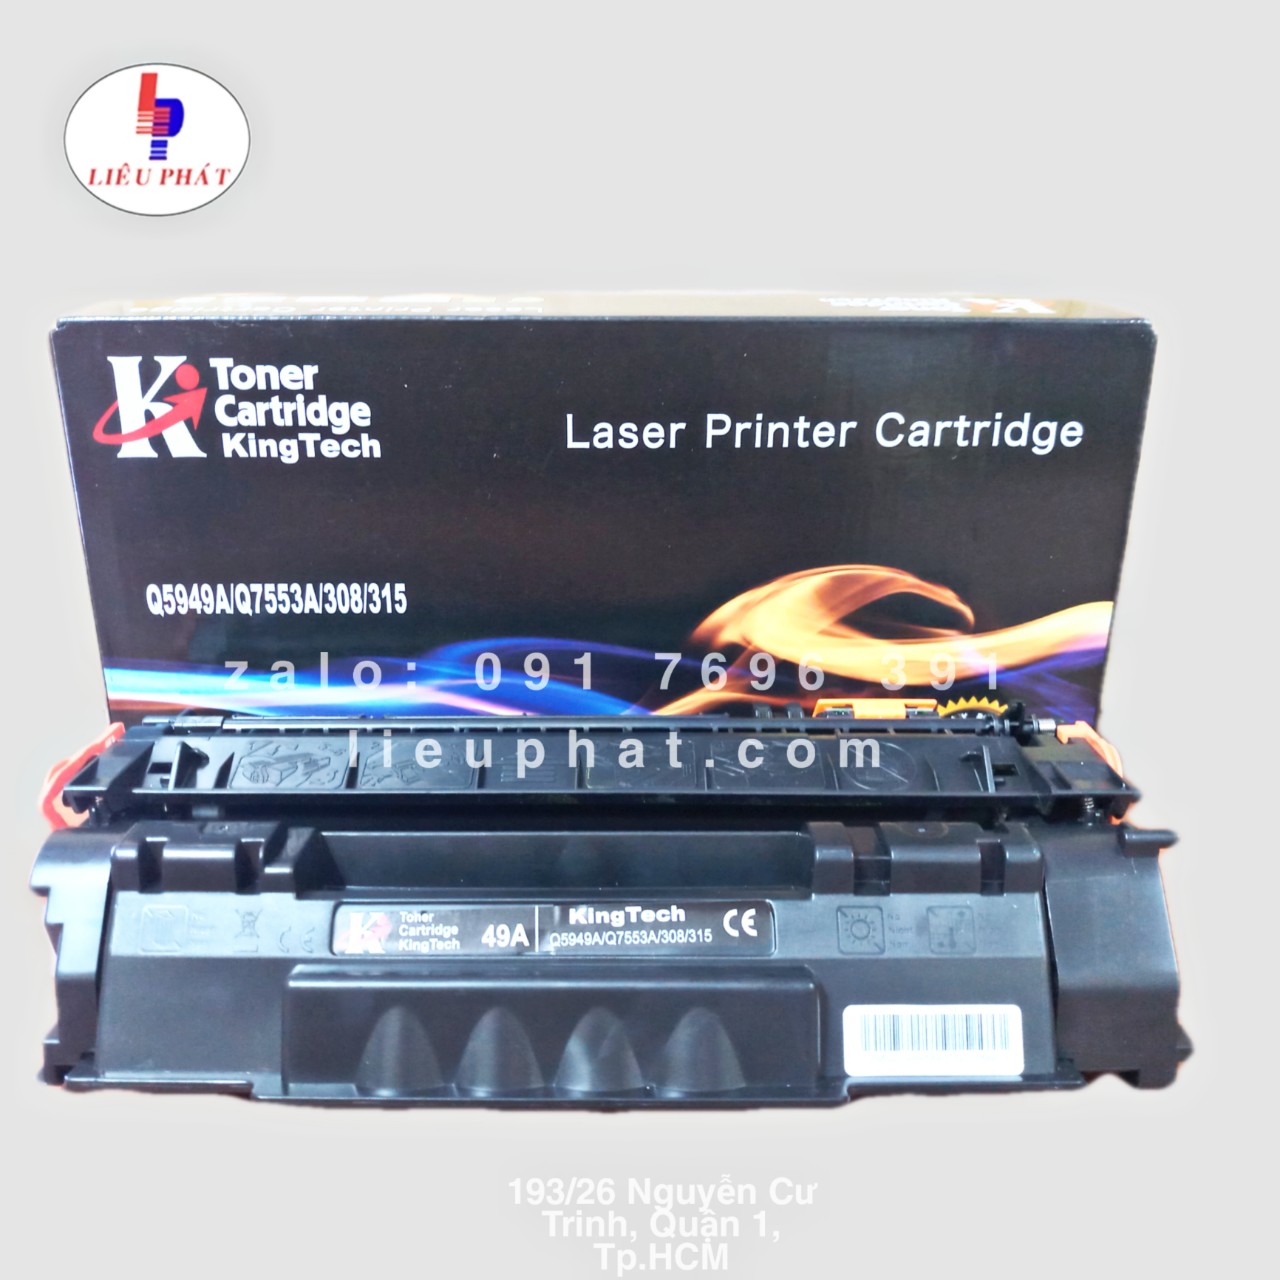 LIÊU PHÁT
Toner
Cartridge
KingTech
Laser Printer Cartridge
Q5949A/Q7553A/308/315
zalo: 091 7696 391
lieuphat.com
Toner
Cartridge
KingTech
49A
KingTech
Q5949A/Q7553A/308/315
CE
193/26 Nguyễn Cư
Trinh, Quận 1,
Tp.HCM